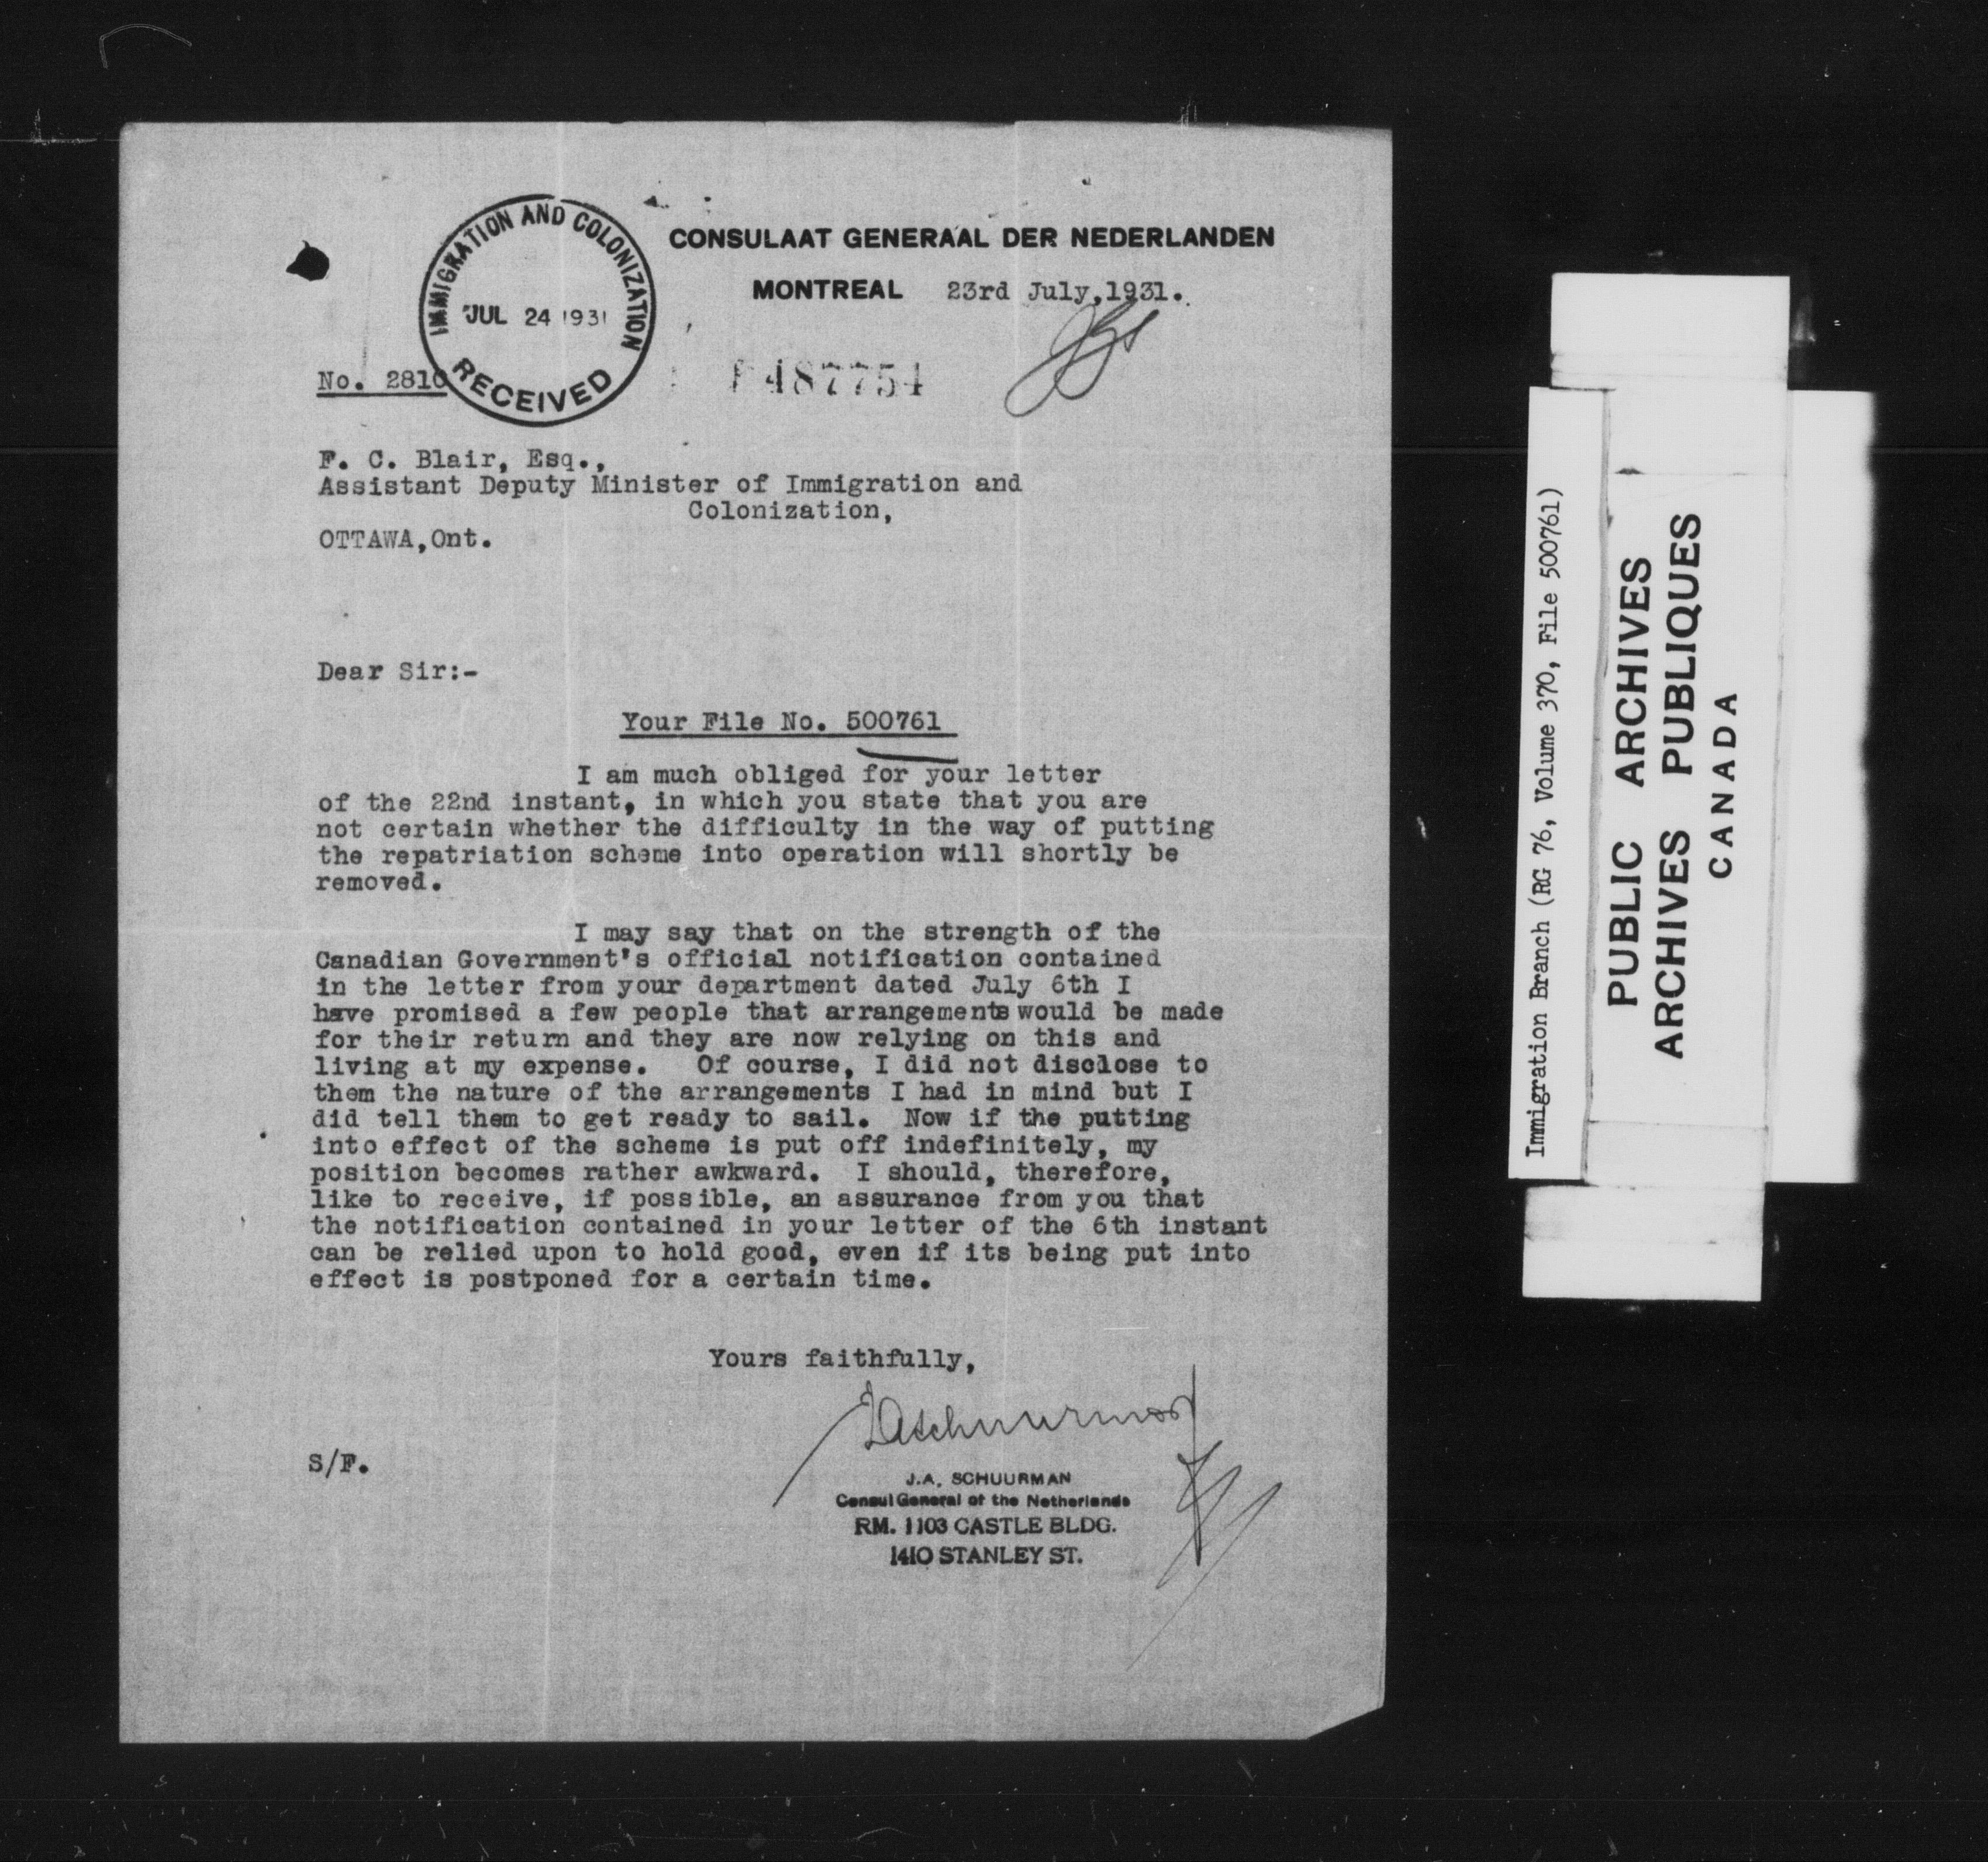 CONSULAAT GENERAAL DER NEDERLANDEN
MONTREAL 23rd July, 1931.
IMMIGRATION AND COLONIZATION
JUL 24 1931
RECEIVED
No. 2810
487754
F. C. Blair, Esq.,
Assistant Deputy Minister of Immigration and
Colonization,
OTTAWA, Ont.
Dear Sir:-
Your File No. 500761
I am much obliged for your letter
of the 22nd instant, in which you state that you are
not certain whether the difficulty in the way of putting
the repatriation scheme into operation will shortly be
removed.
I may say that on the strength of the
Canadian Government's official notification contained
in the letter from your department dated July 6th I
have promised a few people that arrangements would be made
for their return and they are now relying on this and
living at my expense. Of course, I did not disclose to
them the nature of the arrangements I had in mind but I
did tell them to get ready to sail. Now if the putting
into effect of the scheme is put off indefinitely, my
position becomes rather awkward. I should, therefore,
like to receive, if possible, an assurance from you that
the notification contained in your letter of the 6th instant
can be relied upon to hold good, even if its being put into
effect is postponed for a certain time.
Yours faithfully,
JASchuurman
S/F.
J.A. SCHUURMAN
Consul General of the Netherlands
RM. 1103 CASTLE BLDG.
1410 STANLEY ST.
Immigration Branch (RG 76, Volume 370, File 500761)
PUBLIC ARCHIVES
ARCHIVES PUBLIQUES
CANADA